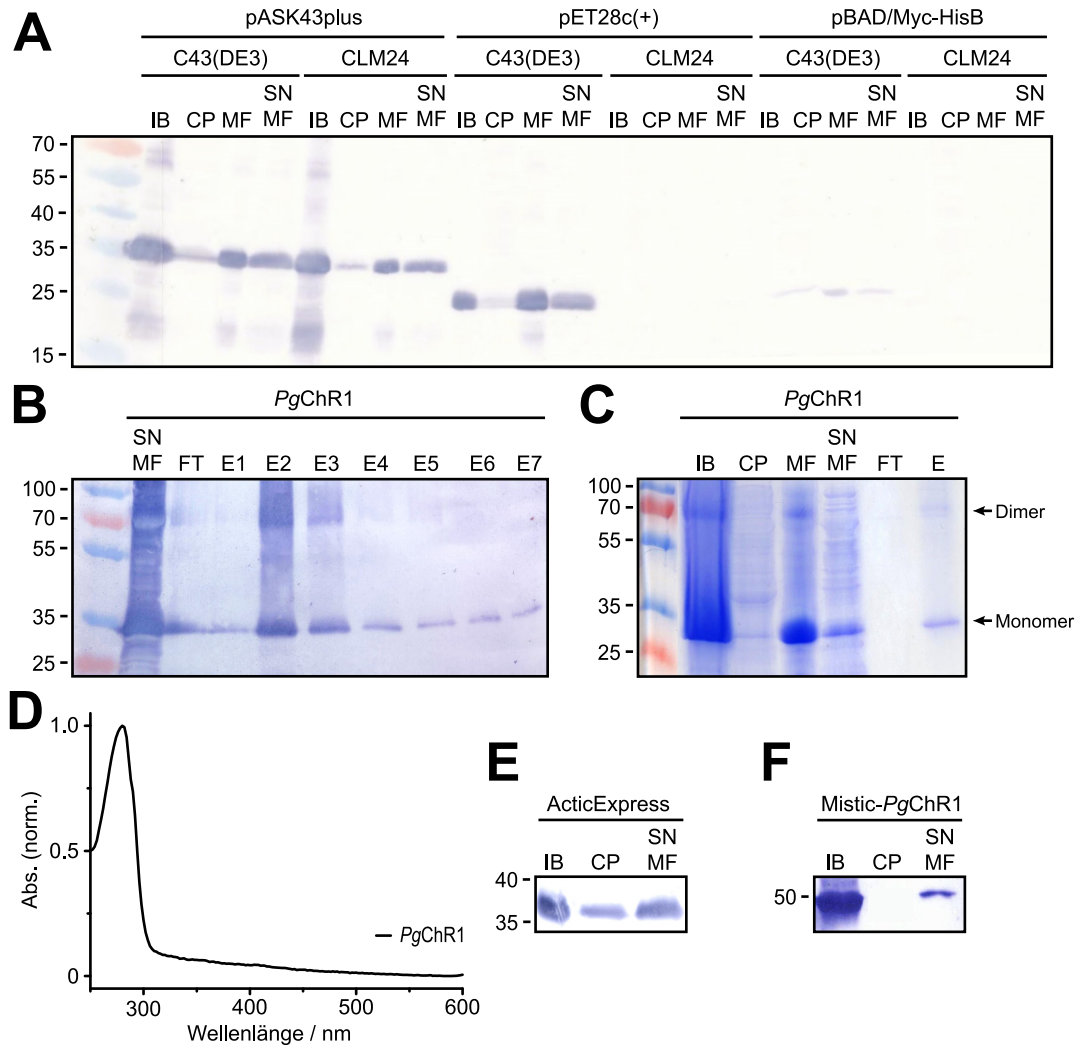 A
pASK43plus pET28c(+) pBAD/Myc-HisB
C43(DE3) CLM24 C43(DE3) CLM24 C43(DE3) CLM24
SN SN SN SN SN SN
IB CP MF MF IB CP MF MF IB CP MF MF IB CP MF MF IB CP MF MF IB CP MF MF
70
55
40
35
25
15
B
PgChR1
SN
MF FT E1 E2 E3 E4 E5 E6 E7
100
70
55
35
25
C
PgChR1
SN
IB CP MF MF FT E
100
70
55
35
25
Dimer
Monomer
D
1.0
0.5
0
Abs. (norm.)
PgChR1
300 400 500 600
Wellenlänge / nm
E
ActicExpress
SN
IB CP MF
40
35
F
Mistic-PgChR1
SN
IB CP MF
50